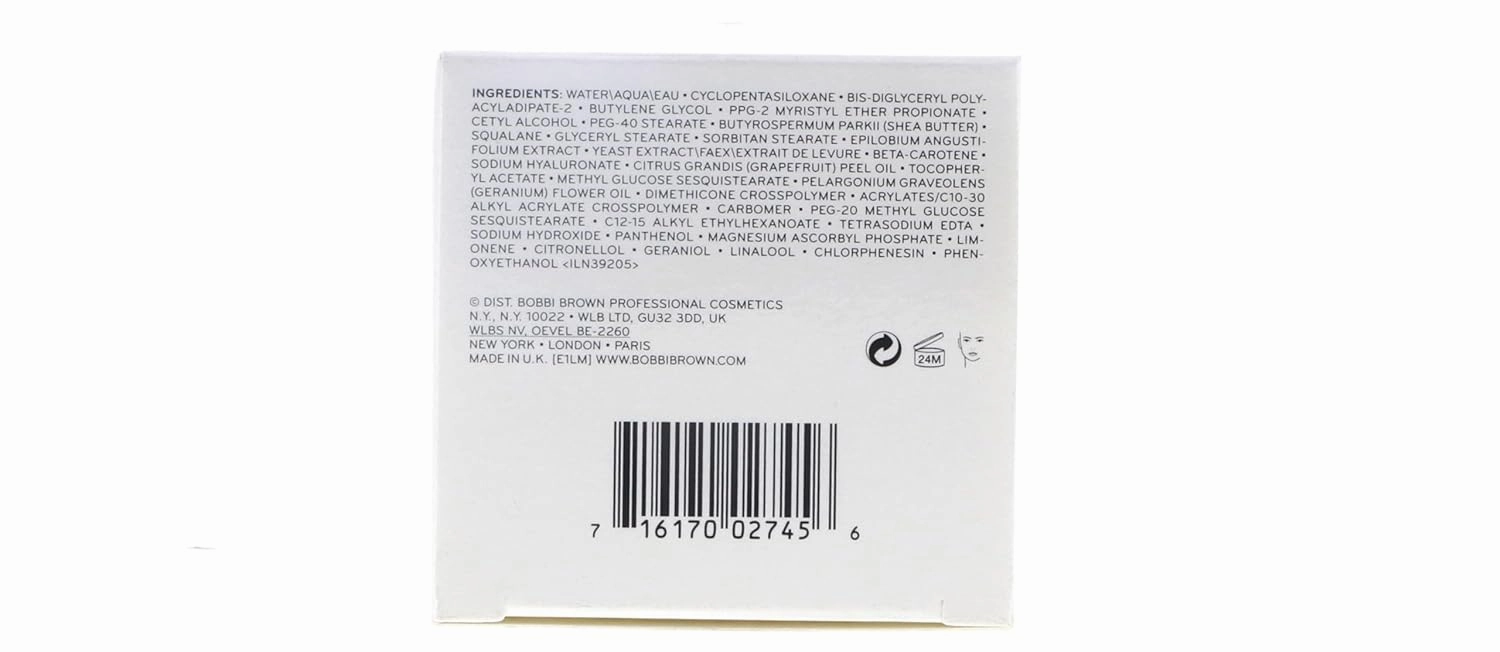 INGREDIENTS: WATER\AQUA\EAU • CYCLOPENTASILOXANE • BIS-DIGLYCERYL POLY-
ACYLADIPATE-2 • BUTYLENE GLYCOL • PPG-2 MYRISTYL ETHER PROPIONATE •
CETYL ALCOHOL • PEG-40 STEARATE • BUTYROSPERMUM PARKII (SHEA BUTTER) •
SQUALANE • GLYCERYL STEARATE • SORBITAN STEARATE • EPILOBIUM ANGUSTI-
FOLIUM EXTRACT • YEAST EXTRACT\FAEX\EXTRAIT DE LEVURE • BETA-CAROTENE •
SODIUM HYALURONATE • CITRUS GRANDIS (GRAPEFRUIT) PEEL OIL • TOCOPHER-
YL ACETATE • METHYL GLUCOSE SESQUISTEARATE • PELARGONIUM GRAVEOLENS
(GERANIUM) FLOWER OIL • DIMETHICONE CROSSPOLYMER • ACRYLATES/C10-30
ALKYL ACRYLATE CROSSPOLYMER • CARBOMER • PEG-20 METHYL GLUCOSE
SESQUISTEARATE • C12-15 ALKYL ETHYLHEXANOATE • TETRASODIUM EDTA •
SODIUM HYDROXIDE • PANTHENOL • MAGNESIUM ASCORBYL PHOSPHATE • LIM-
ONENE • CITRONELLOL • GERANIOL • LINALOOL • CHLORPHENESIN • PHEN-
OXYETHANOL <ILN39205>
© DIST. BOBBI BROWN PROFESSIONAL COSMETICS
N.Y., N.Y. 10022 • WLB LTD, GU32 3DD, UK
WLBS NV, OEVEL BE-2260
NEW YORK • LONDON • PARIS
MADE IN U.K. [E1LM] WWW.BOBBIBROWN.COM
24M
7 16170 02745 6